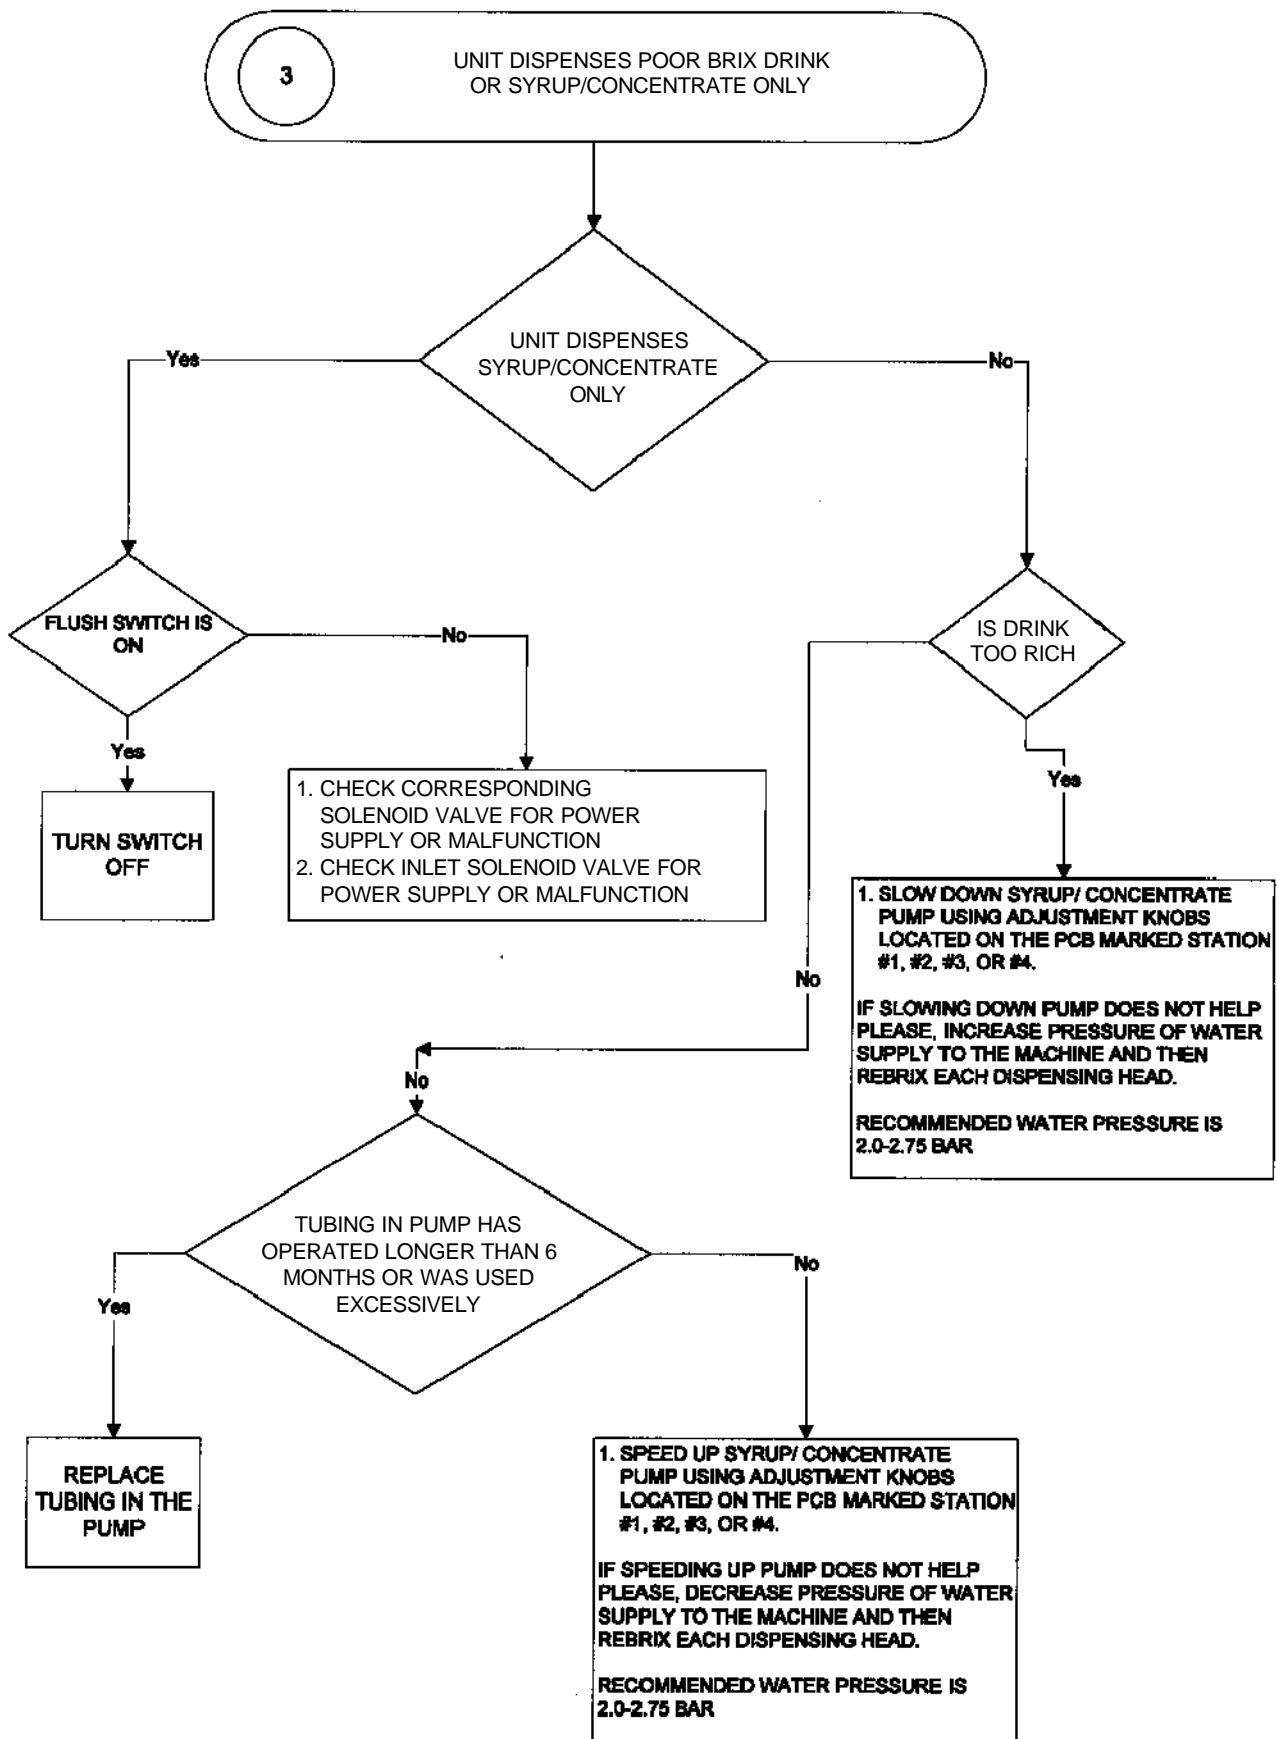 3
UNIT DISPENSES POOR BRIX DRINK
OR SYRUP/CONCENTRATE ONLY
UNIT DISPENSES
SYRUP/CONCENTRATE
ONLY
Yes
No
FLUSH SWITCH IS
ON
No
Yes
TURN SWITCH
OFF
1. CHECK CORRESPONDING
SOLENOID VALVE FOR POWER
SUPPLY OR MALFUNCTION
2. CHECK INLET SOLENOID VALVE FOR
POWER SUPPLY OR MALFUNCTION
IS DRINK
TOO RICH
Yes
1. SLOW DOWN SYRUP/ CONCENTRATE
PUMP USING ADJUSTMENT KNOBS
LOCATED ON THE PCB MARKED STATION
#1, #2, #3, OR #4.
IF SLOWING DOWN PUMP DOES NOT HELP
PLEASE, INCREASE PRESSURE OF WATER
SUPPLY TO THE MACHINE AND THEN
REBRIX EACH DISPENSING HEAD.
RECOMMENDED WATER PRESSURE IS
2.0-2.75 BAR
No
No
TUBING IN PUMP HAS
OPERATED LONGER THAN 6
MONTHS OR WAS USED
EXCESSIVELY
Yes
No
REPLACE
TUBING IN THE
PUMP
1. SPEED UP SYRUP/ CONCENTRATE
PUMP USING ADJUSTMENT KNOBS
LOCATED ON THE PCB MARKED STATION
#1, #2, #3, OR #4.
IF SPEEDING UP PUMP DOES NOT HELP
PLEASE, DECREASE PRESSURE OF WATER
SUPPLY TO THE MACHINE AND THEN
REBRIX EACH DISPENSING HEAD.
RECOMMENDED WATER PRESSURE IS
2.0-2.75 BAR